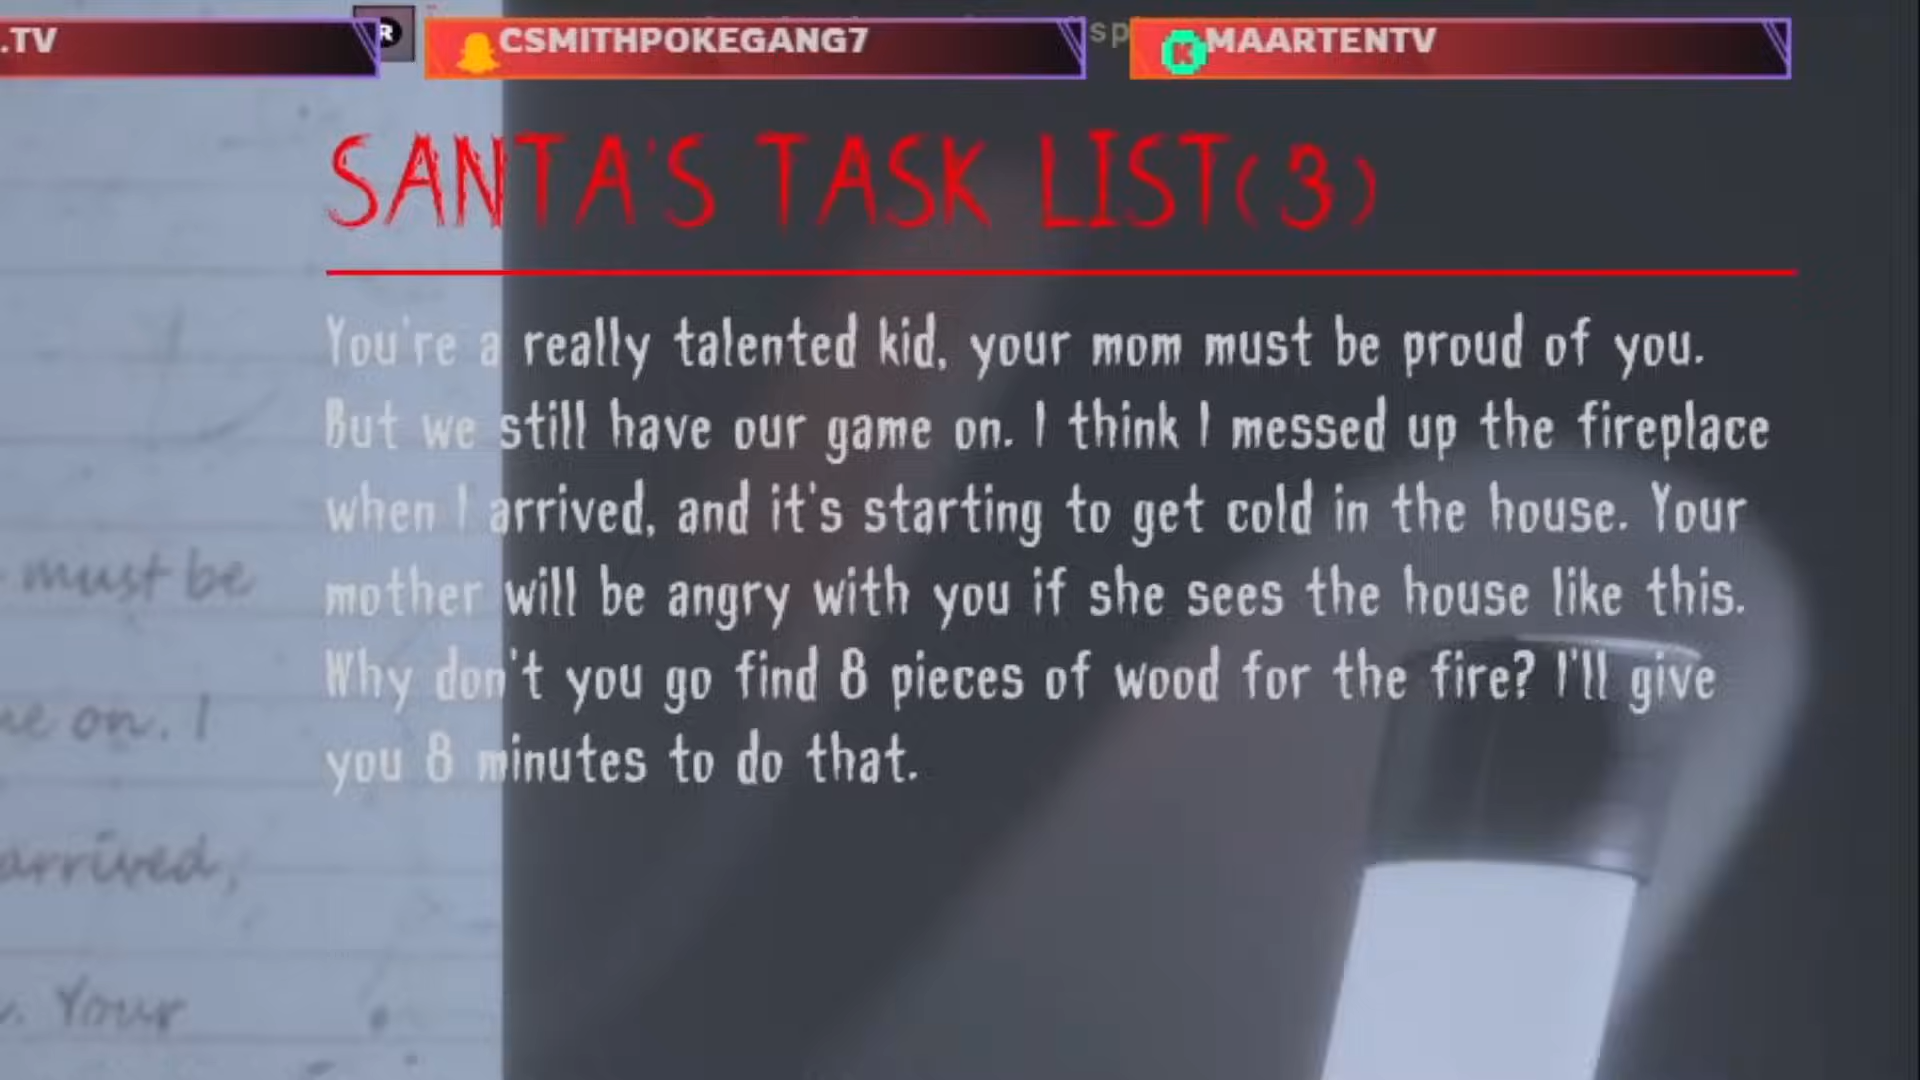 .TV
R
CSMITHPOKEGANG7
sp
MAARTENTV
SANTA'S TASK LIST(3)
You're a really talented kid, your mom must be proud of you.
But we still have our game on. I think I messed up the fireplace
when I arrived, and it's starting to get cold in the house. Your
mother will be angry with you if she sees the house like this.
Why don't you go find 8 pieces of wood for the fire? I'll give
you 8 minutes to do that.
must be
on. I
arrived,
. Your